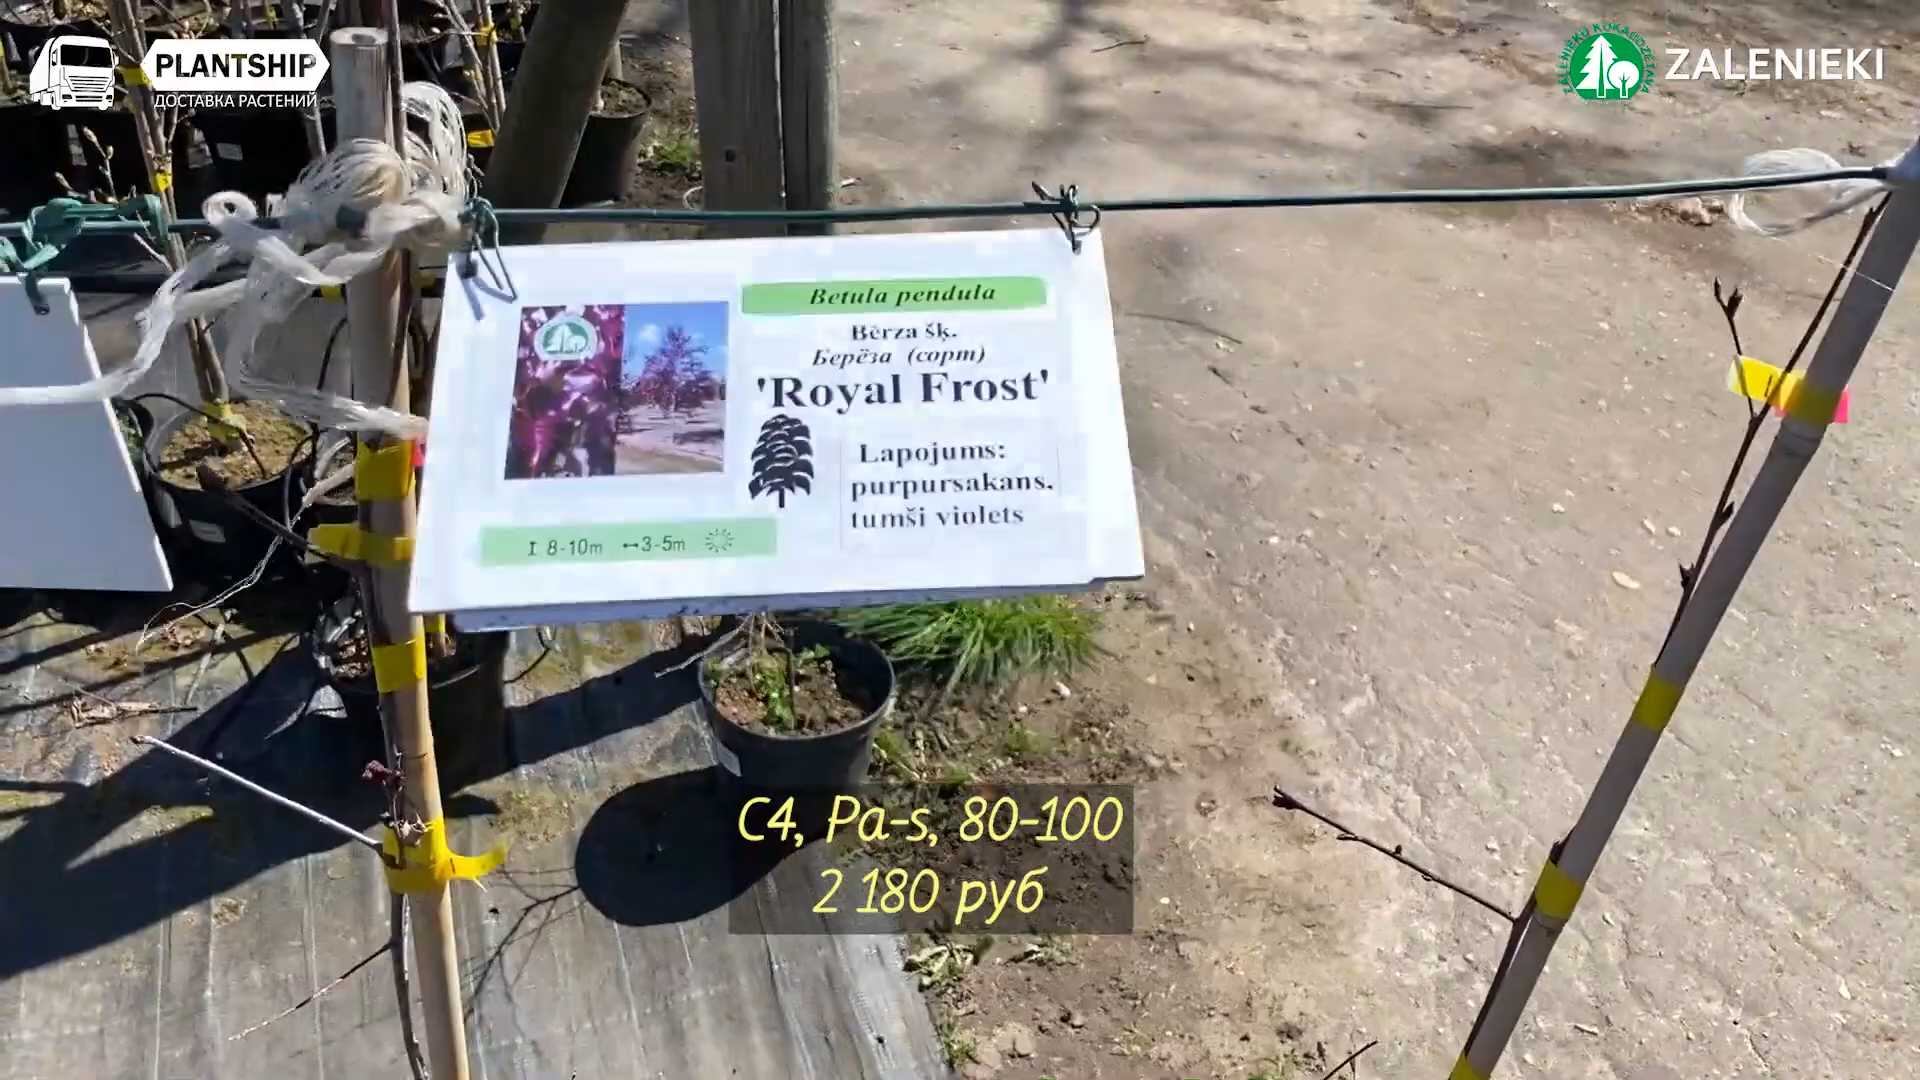 PLANTSHIP
ДОСТАВКА РАСТЕНИЙ
ZALENIEKI
Betula pendula
Bērza šķ.
Берёза (сорт)
'Royal Frost'
Lapojums:
purpursakans,
tumši violets
8-10m 3-5m
C4, Pa-s, 80-100
2 180 руб